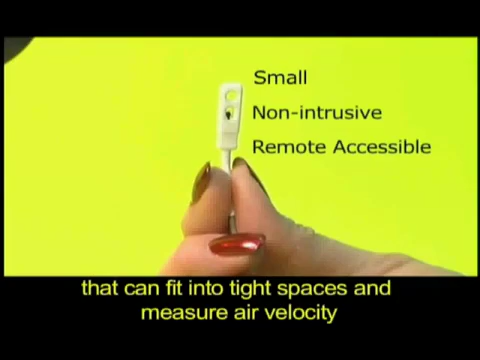 Small
Non-intrusive
Remote Accessible
that can fit into tight spaces and
measure air velocity